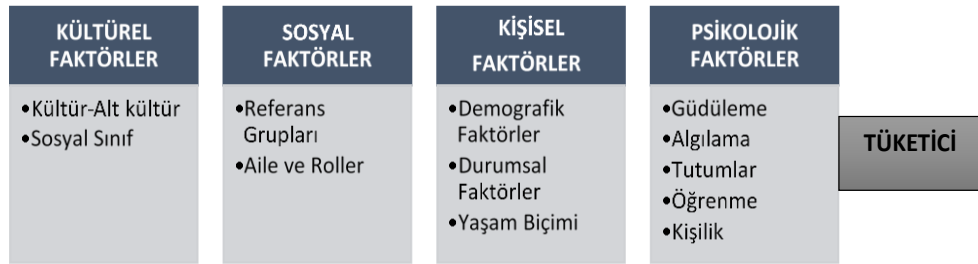 KÜLTÜREL
FAKTÖRLER
•Kültür-Alt kültür
•Sosyal Sınıf
SOSYAL
FAKTÖRLER
•Referans
Grupları
•Aile ve Roller
KİŞİSEL
FAKTÖRLER
•Demografik
Faktörler
•Durumsal
Faktörler
•Yaşam Biçimi
PSİKOLOJİK
FAKTÖRLER
•Güdüleme
•Algılama
•Tutumlar
•Öğrenme
•Kişilik
TÜKETİCİ